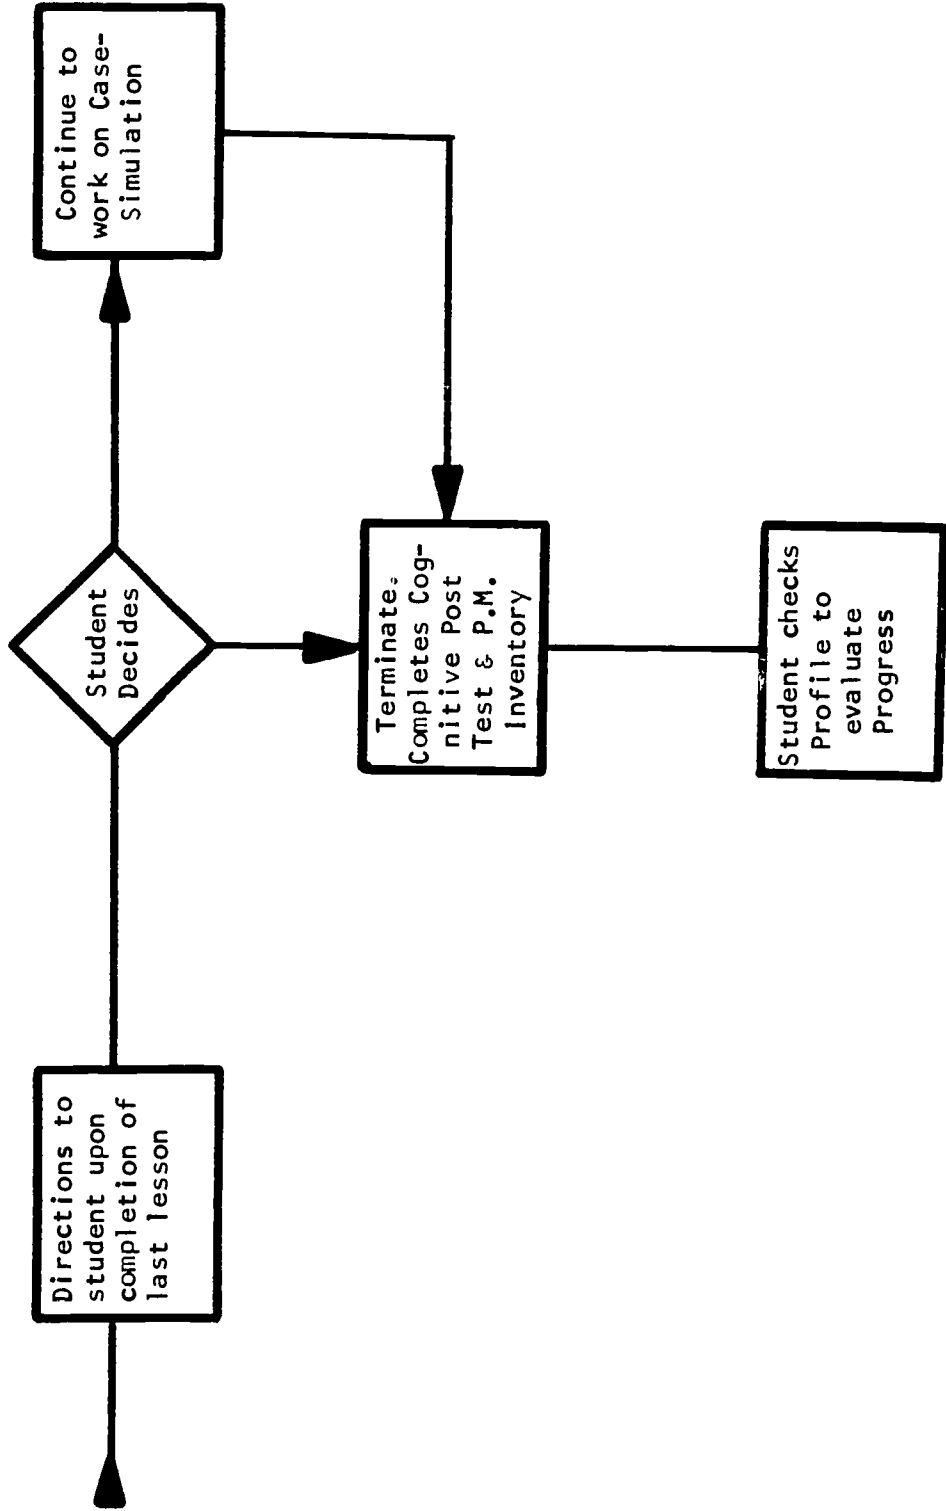 Directions to
student upon
completion of
last lesson
Student
Decides
Continue to
work on Case-
Simulation
Terminate.
Completes Cog-
nitive Post
Test & P.M.
Inventory
Student checks
Profile to
evaluate
Progress